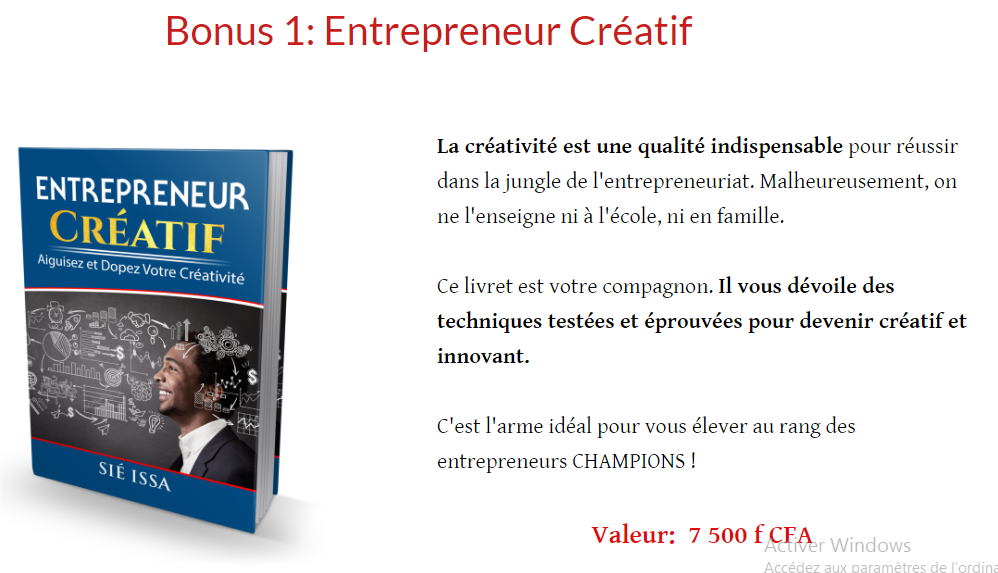 Bonus 1: Entrepreneur Créatif
ENTREPRENEUR
CRÉATIF
Aiguisez et Dopez Votre Créativité
SIÉ ISSA
La créativité est une qualité indispensable pour réussir
dans la jungle de l'entrepreneuriat. Malheureusement, on
ne l'enseigne ni à l'école, ni en famille.
Ce livret est votre compagnon. Il vous dévoile des
techniques testées et éprouvées pour devenir créatif et
innovant.
C'est l'arme idéal pour vous élever au rang des
entrepreneurs CHAMPIONS !
Valeur: 7 500 f CFA
Activer Windows
Accédez aux paramètres de l'ordina